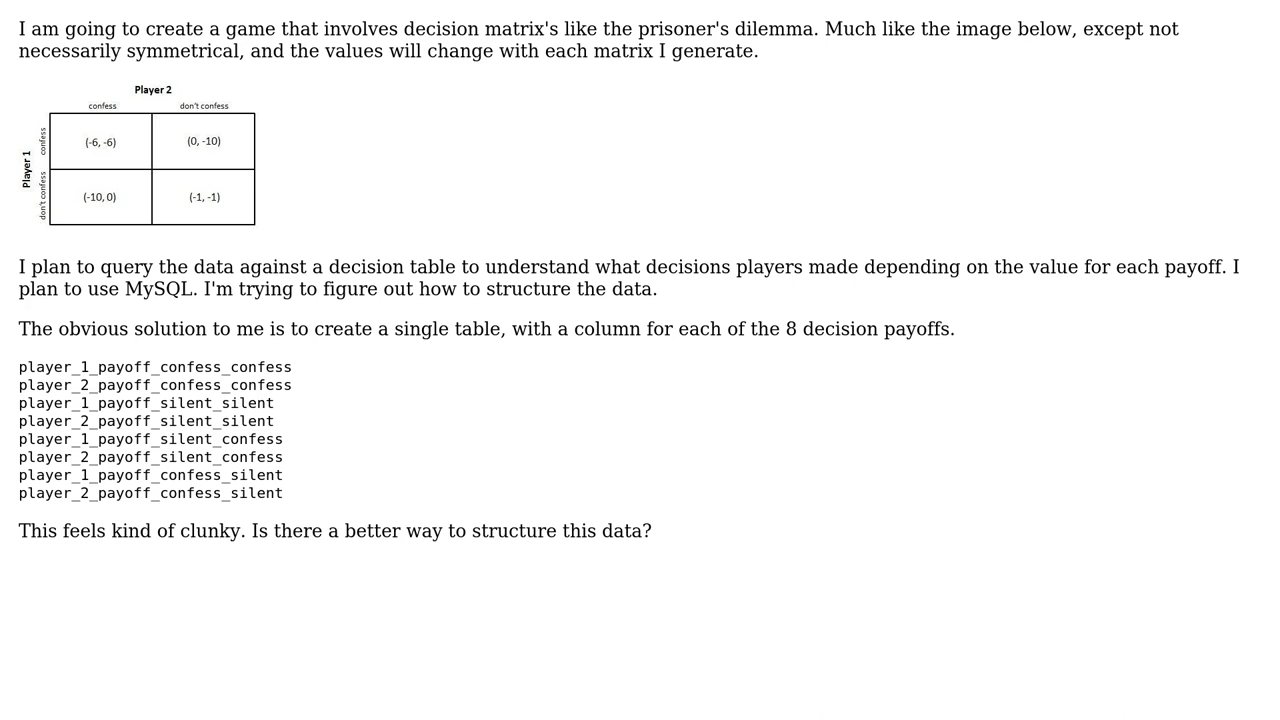 I am going to create a game that involves decision matrix's like the prisoner's dilemma. Much like the image below, except not
necessarily symmetrical, and the values will change with each matrix I generate.
Player 2
confess don't confess
Player 1
confess
(-6, -6) (0, -10)
don't confess
(-10, 0) (-1, -1)
I plan to query the data against a decision table to understand what decisions players made depending on the value for each payoff. I
plan to use MySQL. I'm trying to figure out how to structure the data.
The obvious solution to me is to create a single table, with a column for each of the 8 decision payoffs.
player_1_payoff_confess_confess
player_2_payoff_confess_confess
player_1_payoff_silent_silent
player_2_payoff_silent_silent
player_1_payoff_silent_confess
player_2_payoff_silent_confess
player_1_payoff_confess_silent
player_2_payoff_confess_silent
This feels kind of clunky. Is there a better way to structure this data?